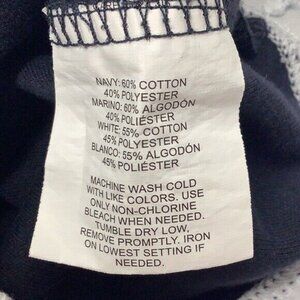 NAVY: 60% COTTON
40% POLYESTER
MARINO: 60% ALGODÓN
40% POLIÉSTER
WHITE: 55% COTTON
45% POLYESTER
BLANCO: 55% ALGODÓN
45% POLIÉSTER
MACHINE WASH COLD
WITH LIKE COLORS. USE
ONLY NON-CHLORINE
BLEACH WHEN NEEDED.
TUMBLE DRY LOW,
REMOVE PROMPTLY. IRON
ON LOWEST SETTING IF
NEEDED.